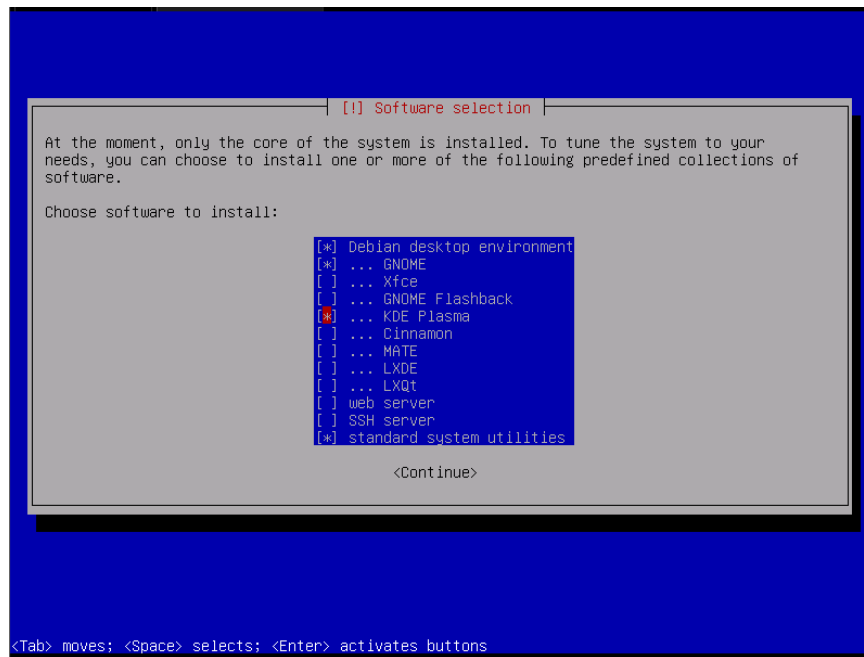 [!] Software selection
At the moment, only the core of the system is installed. To tune the system to your
needs, you can choose to install one or more of the following predefined collections of
software.
Choose software to install:
[*] Debian desktop environment
[*] ... GNOME
[ ] ... Xfce
[ ] ... GNOME Flashback
[*] ... KDE Plasma
[ ] ... Cinnamon
[ ] ... MATE
[ ] ... LXDE
[ ] ... LXQt
[ ] web server
[ ] SSH server
[*] standard system utilities
<Continue>
<Tab> moves; <Space> selects; <Enter> activates buttons